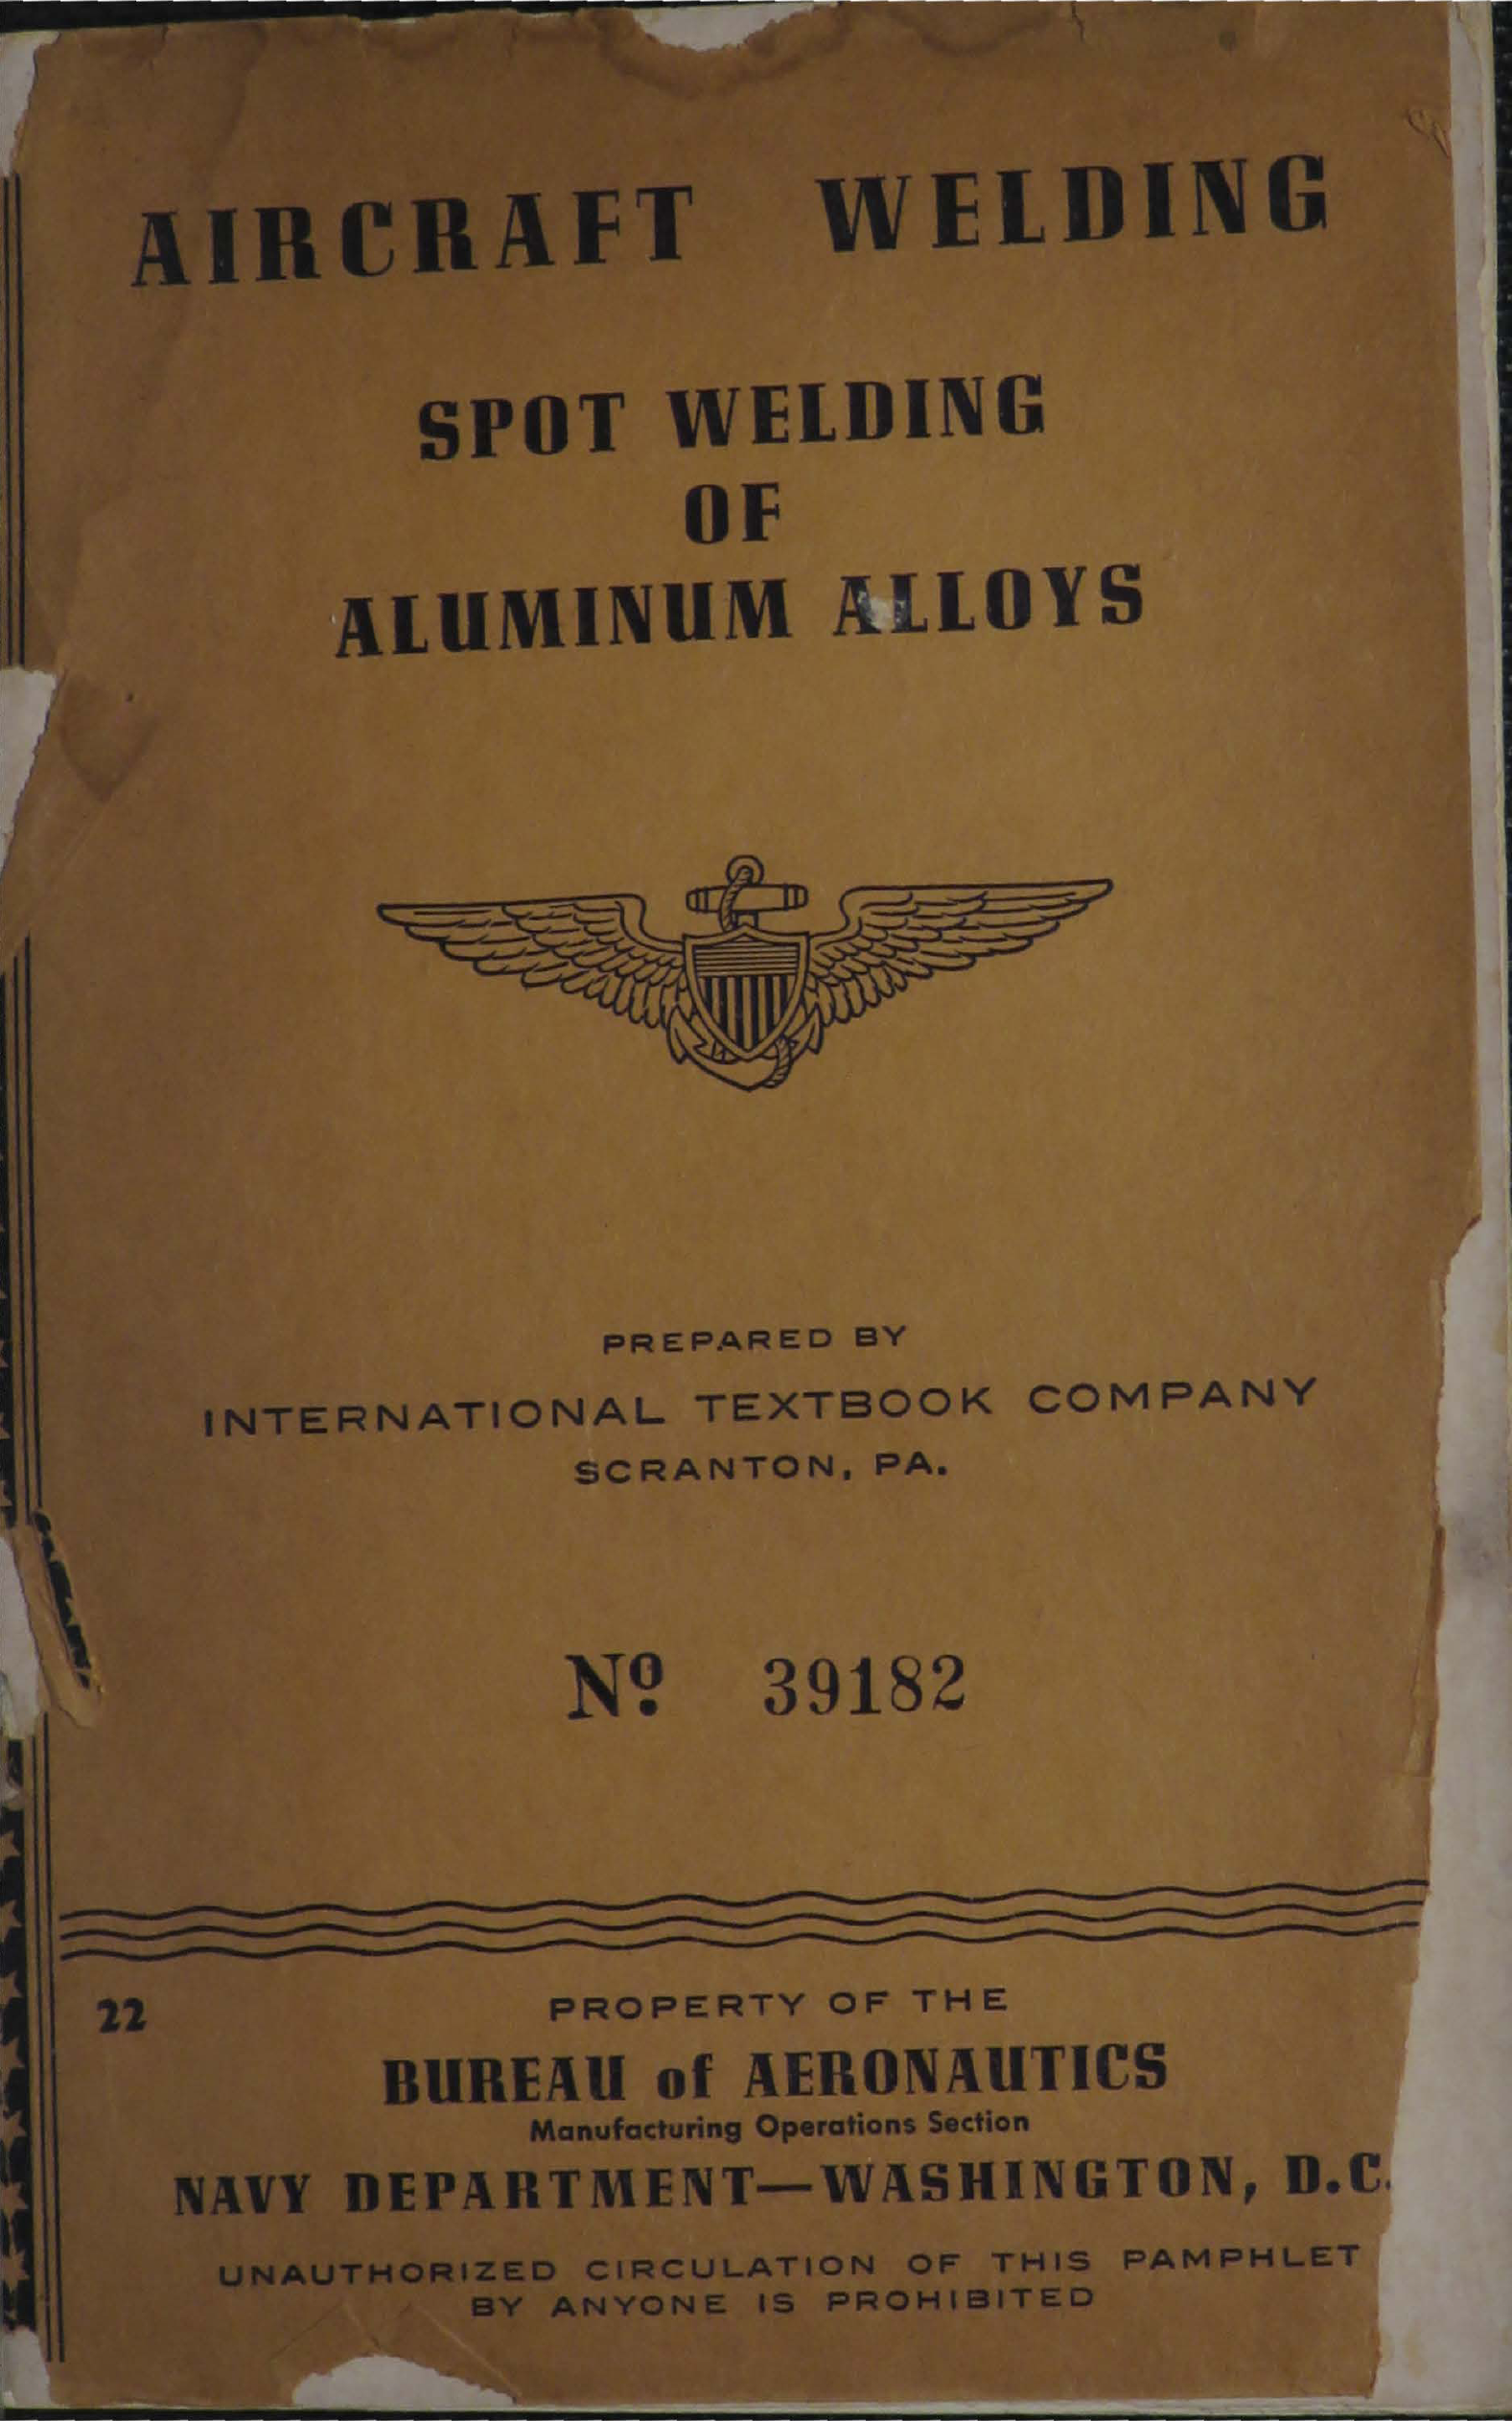 AIRCRAFT WELDING
SPOT WELDING
OF
ALUMINUM ALLOYS
PREPARED BY
INTERNATIONAL TEXTBOOK COMPANY
SCRANTON, PA.
Nº 39182
22
PROPERTY OF THE
BUREAU of AERONAUTICS
Manufacturing Operations Section
NAVY DEPARTMENT—WASHINGTON, D.C.
UNAUTHORIZED CIRCULATION OF THIS PAMPHLET
BY ANYONE IS PROHIBITED